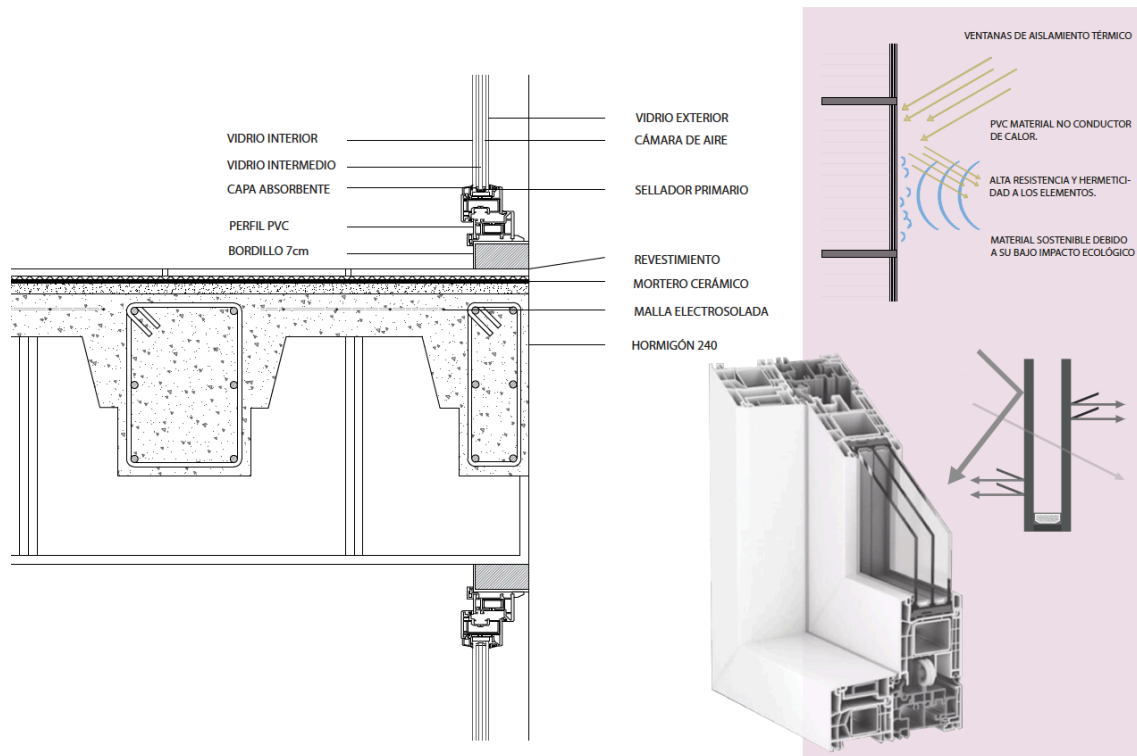 VIDRIO INTERIOR
VIDRIO INTERMEDIO
CAPA ABSORBENTE
PERFIL PVC
BORDILLO 7cm
VIDRIO EXTERIOR
CÁMARA DE AIRE
SELLADOR PRIMARIO
REVESTIMIENTO
MORTERO CERÁMICO
MALLA ELECTROSOLADA
HORMIGÓN 240
VENTANAS DE AISLAMIENTO TÉRMICO
PVC MATERIAL NO CONDUCTOR
DE CALOR.
ALTA RESISTENCIA Y HERMETICI-
DAD A LOS ELEMENTOS.
MATERIAL SOSTENIBLE DEBIDO
A SU BAJO IMPACTO ECOLÓGICO